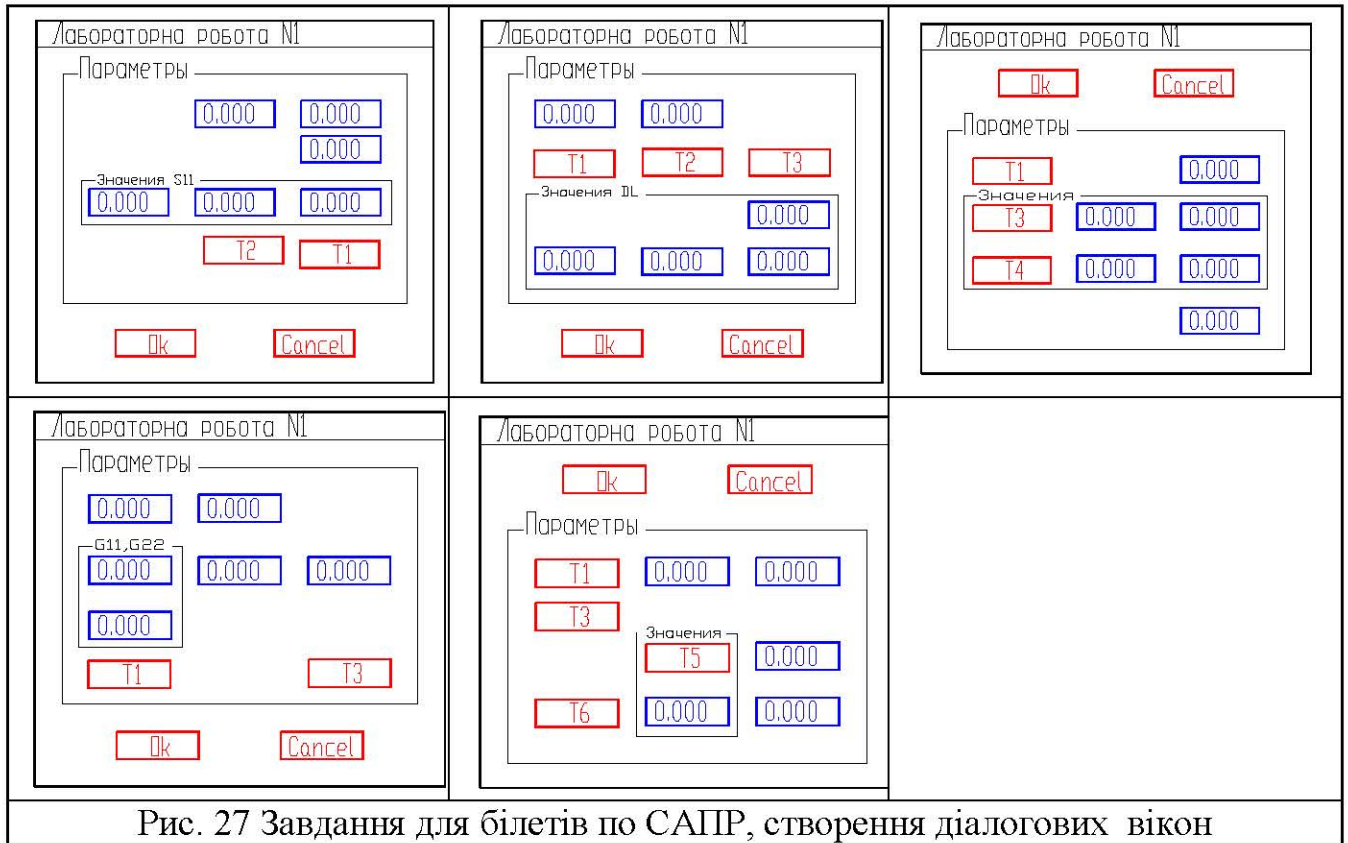 Лабораторна робота N1
Параметры
0.000 0.000
0.000
Значения S11
0.000 0.000 0.000
T2 T1
Ok Cancel
Лабораторна робота N1
Параметры
0.000 0.000
T1 T2 T3
Значения DL
0.000
0.000 0.000 0.000
Ok Cancel
Лабораторна робота N1
Ok Cancel
Параметры
T1 0.000
Значения
T3 0.000 0.000
T4 0.000 0.000
0.000
Лабораторна робота N1
Параметры
0.000 0.000
G11,G22
0.000 0.000 0.000
0.000
T1 T3
Ok Cancel
Лабораторна робота N1
Ok Cancel
Параметры
T1 0.000 0.000
T3
Значения
T5 0.000
T6 0.000 0.000
Рис. 27 Завдання для білетів по САПР, створення діалогових вікон